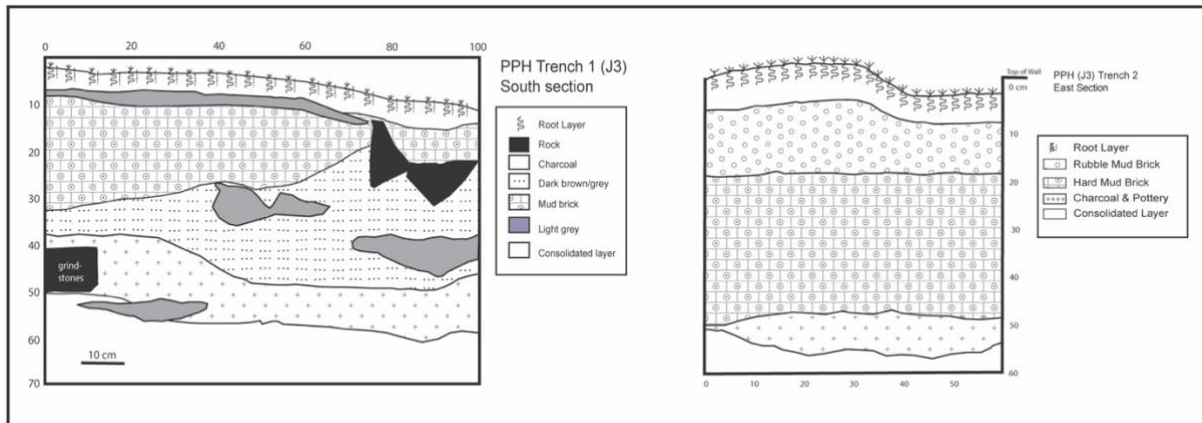 0 20 40 60 80 100
10
20
30
40
50
60
70
grind-
stones
10 cm
PPH Trench 1 (J3)
South section
Root Layer
Rock
Charcoal
Dark brown/grey
Mud brick
Light grey
Consolidated layer
Top of Wall
0 cm
10
20
30
40
50
60
0 10 20 30 40 50
PPH (J3) Trench 2
East Section
Root Layer
Rubble Mud Brick
Hard Mud Brick
Charcoal & Pottery
Consolidated Layer